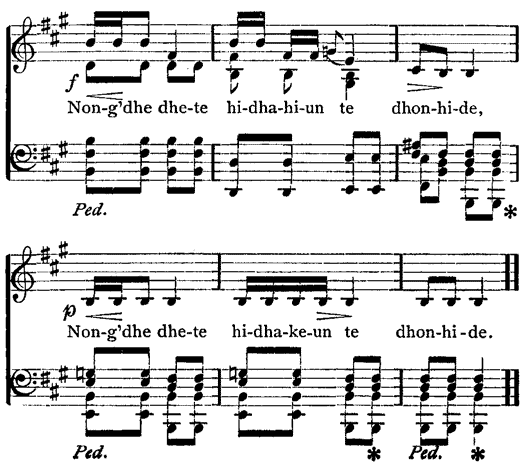 f
Non-g'dhe dhe-te hi-dha-hi-un te dhon-hi-de,
Ped. *
p
Non-g'dhe dhe-te hi-dha-ke-un te dhon-hi-de.
Ped. * Ped. *